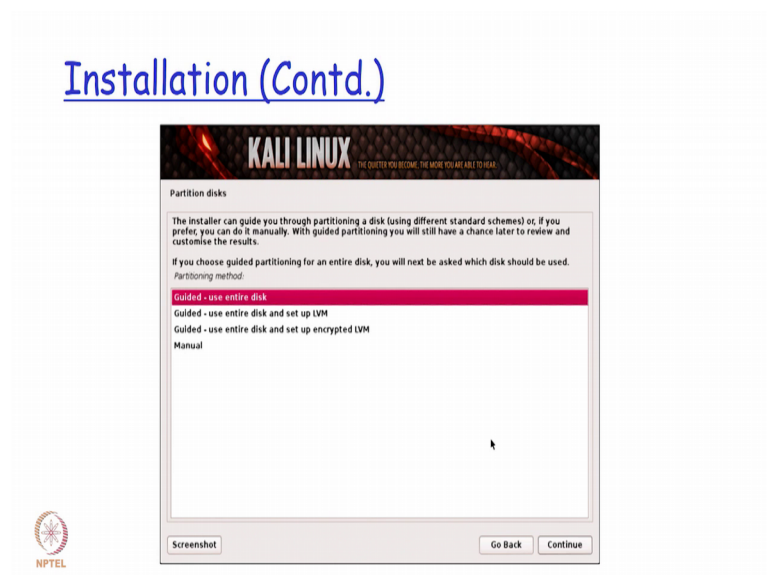 Installation (Contd.)
KALI LINUX
THE QUIETER YOU BECOME, THE MORE YOU ARE ABLE TO HEAR
Partition disks
The installer can guide you through partitioning a disk (using different standard schemes) or, if you
prefer, you can do it manually. With guided partitioning you will still have a chance later to review and
customise the results.
If you choose guided partitioning for an entire disk, you will next be asked which disk should be used.
Partitioning method:
Guided - use entire disk
Guided - use entire disk and set up LVM
Guided - use entire disk and set up encrypted LVM
Manual
Screenshot
Go Back
Continue
NPTEL